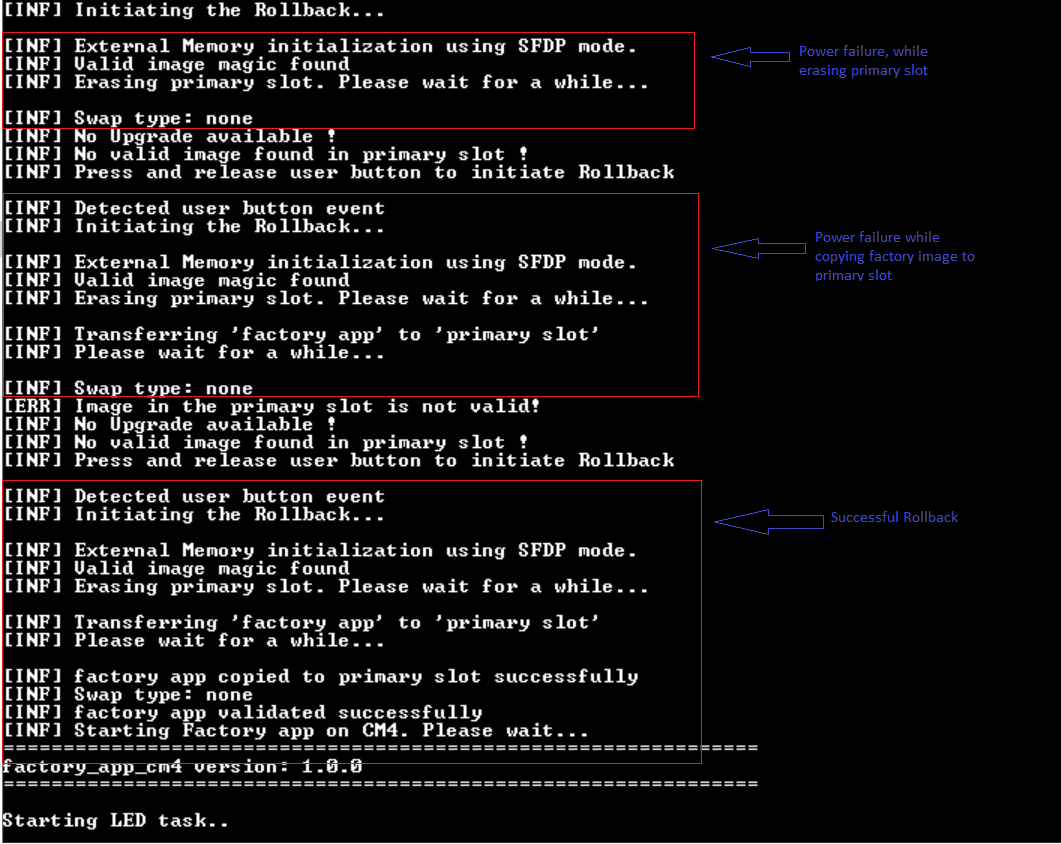 [INF] Initiating the Rollback...
[INF] External Memory initialization using SFDP mode.
[INF] Valid image magic found
[INF] Erasing primary slot. Please wait for a while...
Power failure, while
erasing primary slot
[INF] Swap type: none
[INF] No Upgrade available !
[INF] No valid image found in primary slot !
[INF] Press and release user button to initiate Rollback
[INF] Detected user button event
[INF] Initiating the Rollback...
[INF] External Memory initialization using SFDP mode.
[INF] Valid image magic found
[INF] Erasing primary slot. Please wait for a while...
Power failure while
copying factory image to
primary slot
[INF] Transferring 'factory app' to 'primary slot'
[INF] Please wait for a while...
[INF] Swap type: none
[ERR] Image in the primary slot is not valid!
[INF] No Upgrade available !
[INF] No valid image found in primary slot !
[INF] Press and release user button to initiate Rollback
[INF] Detected user button event
[INF] Initiating the Rollback...
Successful Rollback
[INF] External Memory initialization using SFDP mode.
[INF] Valid image magic found
[INF] Erasing primary slot. Please wait for a while...
[INF] Transferring 'factory app' to 'primary slot'
[INF] Please wait for a while...
[INF] factory app copied to primary slot successfully
[INF] Swap type: none
[INF] factory app validated successfully
[INF] Starting Factory app on CM4. Please wait...
===============================================================
factory_app_cm4 version: 1.0.0
===============================================================
Starting LED task..